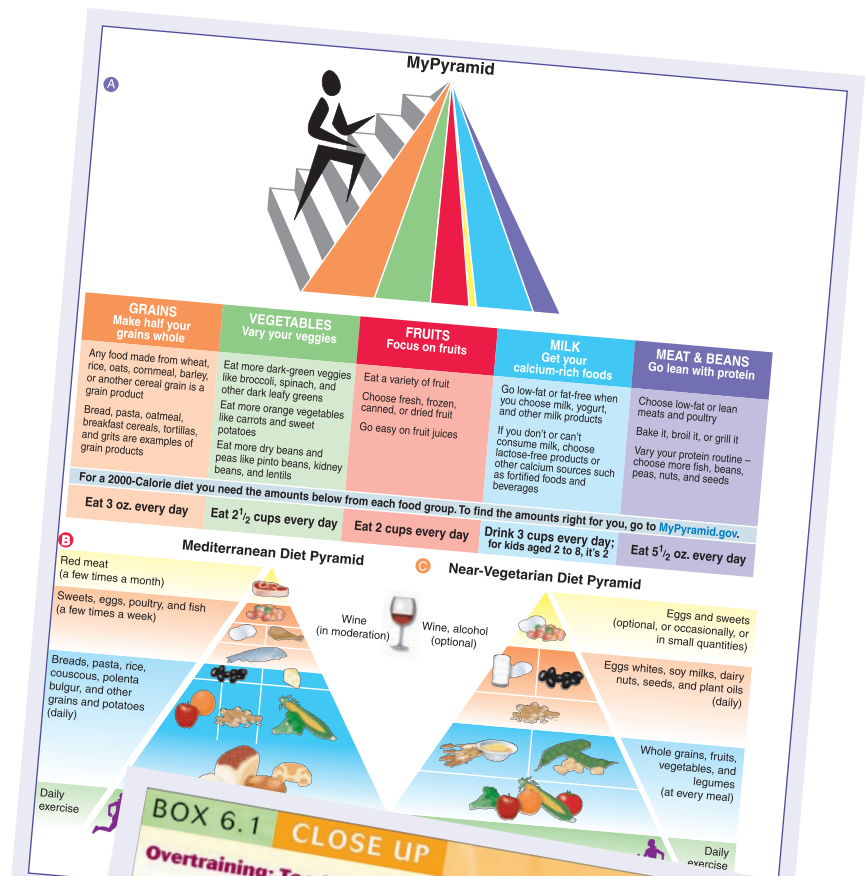 A
MyPyramid
GRAINS
Make half your
grains whole
Any food made from wheat,
rice, oats, cornmeal, barley,
or another cereal grain is a
grain product
Bread, pasta, oatmeal,
breakfast cereals, tortillas,
and grits are examples of
grain products
VEGETABLES
Vary your veggies
Eat more dark-green veggies
like broccoli, spinach, and
other dark leafy greens
Eat more orange vegetables
like carrots and sweet
potatoes
Eat more dry beans and
peas like pinto beans, kidney
beans, and lentils
FRUITS
Focus on fruits
Eat a variety of fruit
Choose fresh, frozen,
canned, or dried fruit
Go easy on fruit juices
MILK
Get your
calcium-rich foods
Go low-fat or fat-free when
you choose milk, yogurt,
and other milk products
If you don't or can't
consume milk, choose
lactose-free products or
other calcium sources such
as fortified foods and
beverages
MEAT & BEANS
Go lean with protein
Choose low-fat or lean
meats and poultry
Bake it, broil it, or grill it
Vary your protein routine –
choose more fish, beans,
peas, nuts, and seeds
For a 2000-Calorie diet you need the amounts below from each food group. To find the amounts right for you, go to MyPyramid.gov.
Eat 3 oz. every day
Eat 2 1/2 cups every day
Eat 2 cups every day
Drink 3 cups every day;
for kids aged 2 to 8, it's 2
Eat 5 1/2 oz. every day
B
Mediterranean Diet Pyramid
Red meat
(a few times a month)
Sweets, eggs, poultry, and fish
(a few times a week)
Breads, pasta, rice,
couscous, polenta
bulgur, and other
grains and potatoes
(daily)
Daily
exercise
Wine
(in moderation)
C
Near-Vegetarian Diet Pyramid
Wine, alcohol
(optional)
Eggs and sweets
(optional, or occasionally, or
in small quantities)
Eggs whites, soy milks, dairy
nuts, seeds, and plant oils
(daily)
Whole grains, fruits,
vegetables, and
legumes
(at every meal)
Daily
exercise
BOX 6.1
CLOSE UP
Overtraining: